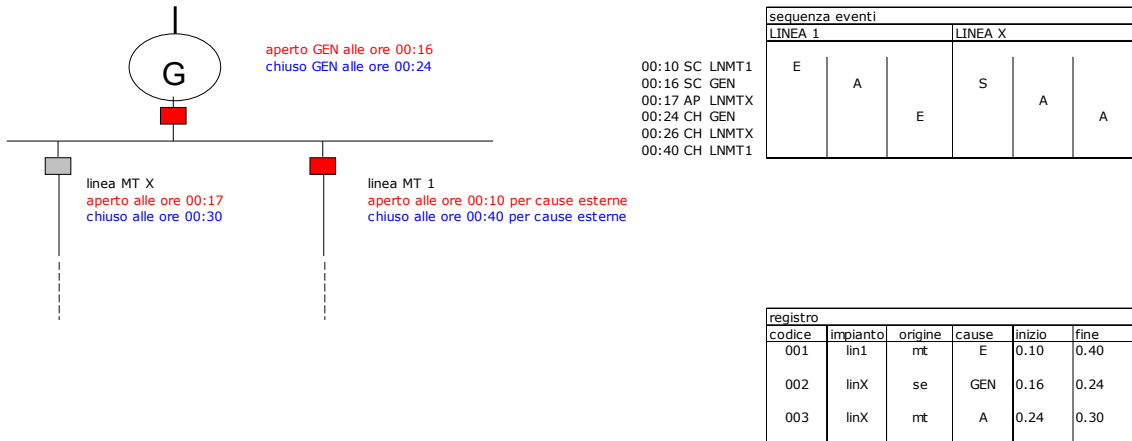 G
aperto GEN alle ore 00:16
chiuso GEN alle ore 00:24
linea MT X
aperto alle ore 00:17
chiuso alle ore 00:30
linea MT 1
aperto alle ore 00:10 per cause esterne
chiuso alle ore 00:40 per cause esterne
sequenza eventi
LINEA 1 LINEA X
00:10 SC LNMT1 E
00:16 SC GEN A S
00:17 AP LNMTX A
00:24 CH GEN E A
00:26 CH LNMTX
00:40 CH LNMT1
registro
codice impianto origine cause inizio fine
001 lin1 mt E 0.10 0.40
002 linX se GEN 0.16 0.24
003 linX mt A 0.24 0.30